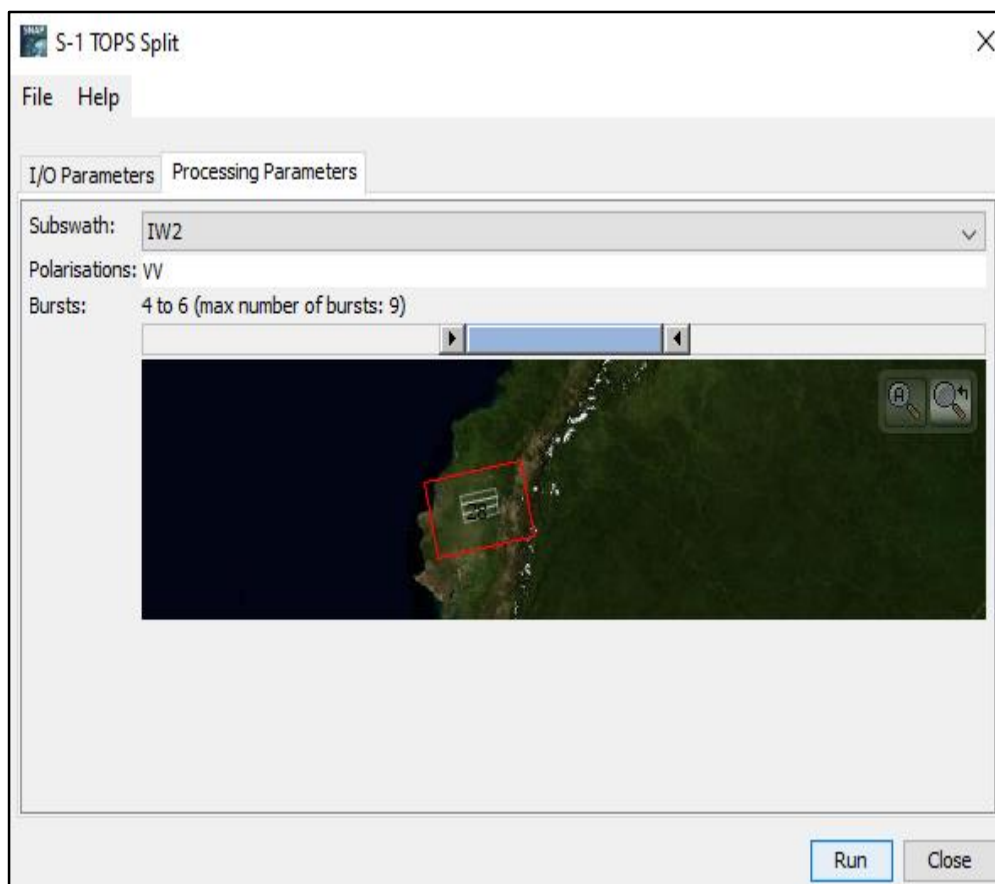 SNAP
S-1 TOPS Split
File Help
I/O Parameters Processing Parameters
Subswath: IW2
Polarisations: VV
Bursts: 4 to 6 (max number of bursts: 9)
A
Run Close